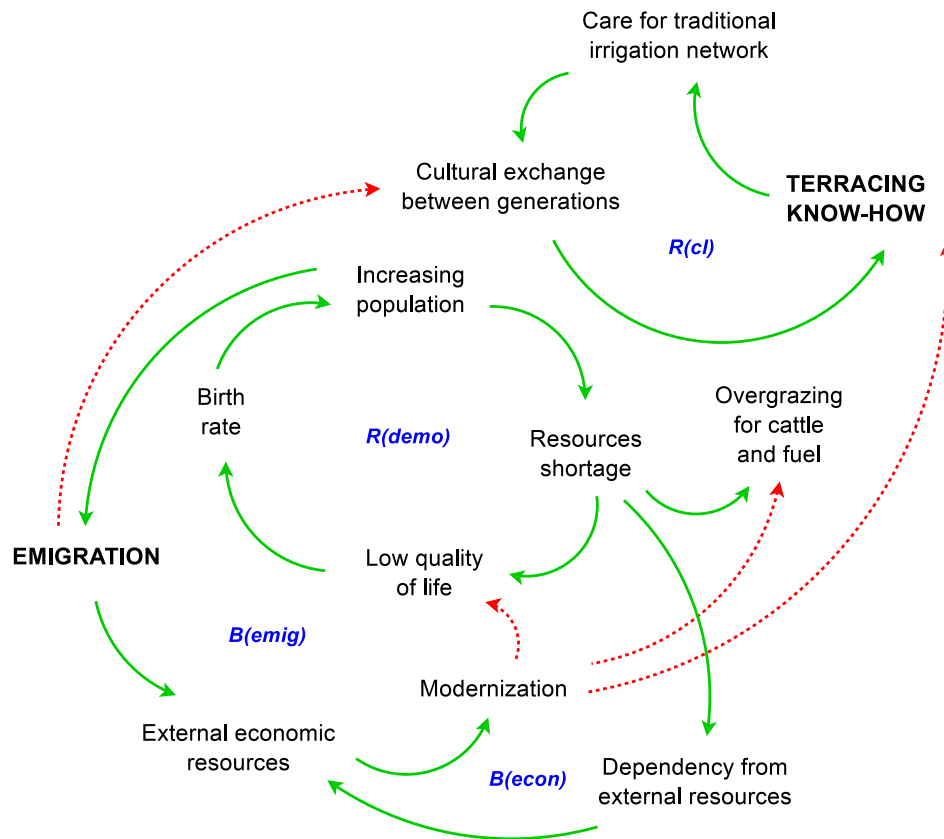 Care for traditional
irrigation network
Cultural exchange
between generations
TERRACING
KNOW-HOW
R(cl)
Increasing
population
Birth
rate
R(demo)
Resources
shortage
Overgrazing
for cattle
and fuel
EMIGRATION
Low quality
of life
B(emig)
Modernization
External economic
resources
B(econ)
Dependency from
external resources